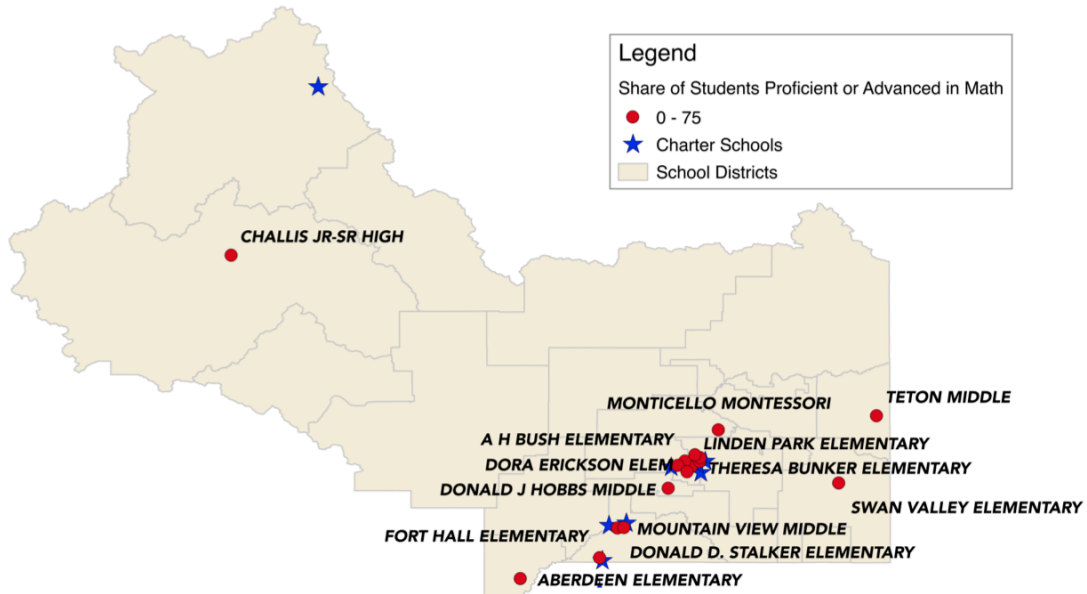 Legend
Share of Students Proficient or Advanced in Math
0 - 75
Charter Schools
School Districts
CHALLIS JR-SR HIGH
TETON MIDDLE
MONTICELLO MONTESSORI
A H BUSH ELEMENTARY
LINDEN PARK ELEMENTARY
DORA ERICKSON ELEM
THERESA BUNKER ELEMENTARY
DONALD J HOBBS MIDDLE
SWAN VALLEY ELEMENTARY
FORT HALL ELEMENTARY
MOUNTAIN VIEW MIDDLE
DONALD D. STALKER ELEMENTARY
ABERDEEN ELEMENTARY